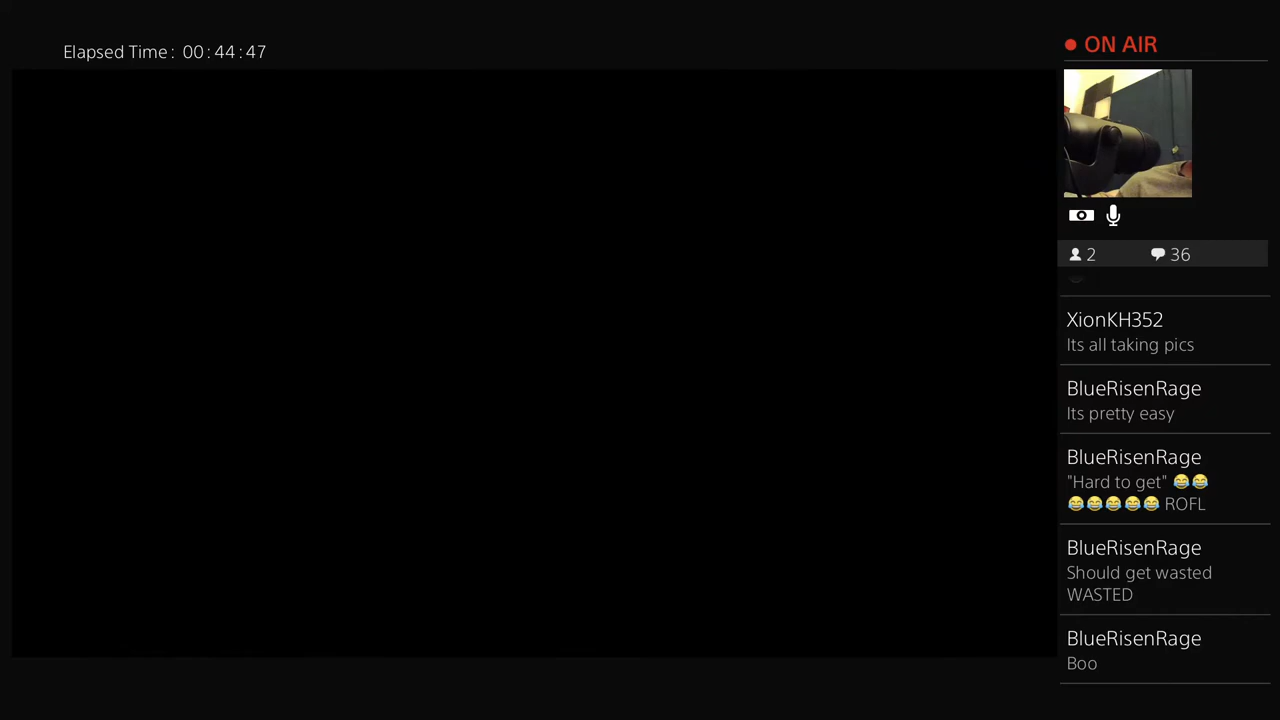 Elapsed Time: 00:44:47
ON AIR
2 36
XionKH352
Its all taking pics
BlueRisenRage
Its pretty easy
BlueRisenRage
"Hard to get" 😂😂
😂😂😂😂😂 ROFL
BlueRisenRage
Should get wasted
WASTED
BlueRisenRage
Boo